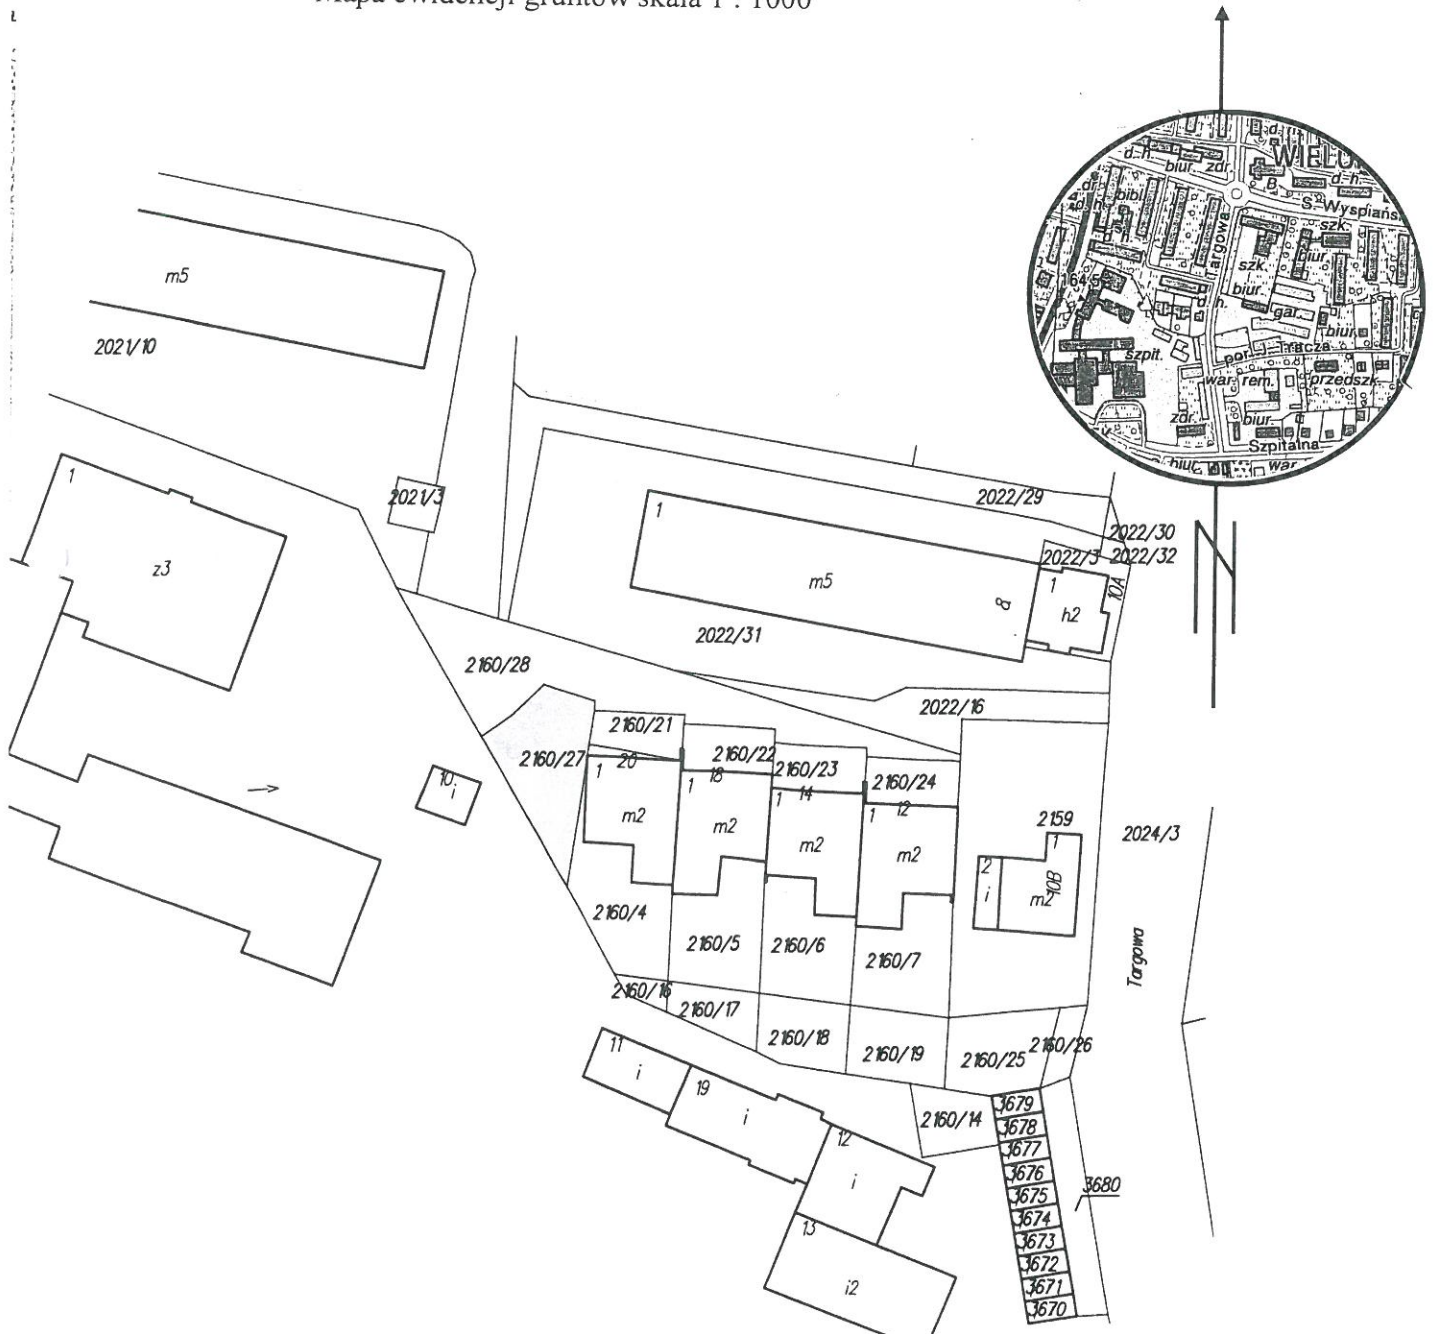 Mapa ewidencji gruntów skala 1 : 1000
WIELU
d-h.
d-h.
biur.
zdr.
B
d-h.
bibl.
S. Wyspiańs
szk.
d-h.
Targowa
szk.
biur.
164,5
biur.
d-h.
gar.
biur.
szpit.
por. J. Tracza
war. rem.
przedszk.
zdr.
biur.
Szpitalna
biur.
war.
m5
2021/10
2021/3
1
z3
2022/29
2022/30
2022/3
2022/32
1
m5
8
1
h2
10A
2022/31
2160/28
2022/16
2160/21
2160/22
2160/27
2160/23
2160/24
20
18
14
12
1
1
1
1
m2
m2
m2
m2
10
i
2159
1
2
i
m2
10B
2024/3
Targowa
2160/4
2160/5
2160/6
2160/7
2160/16
2160/17
2160/18
2160/19
2160/25
2160/26
11
i
19
i
12
i
13
i2
2160/14
3679
3678
3677
3676
3675
3674
3673
3672
3671
3670
3680
N